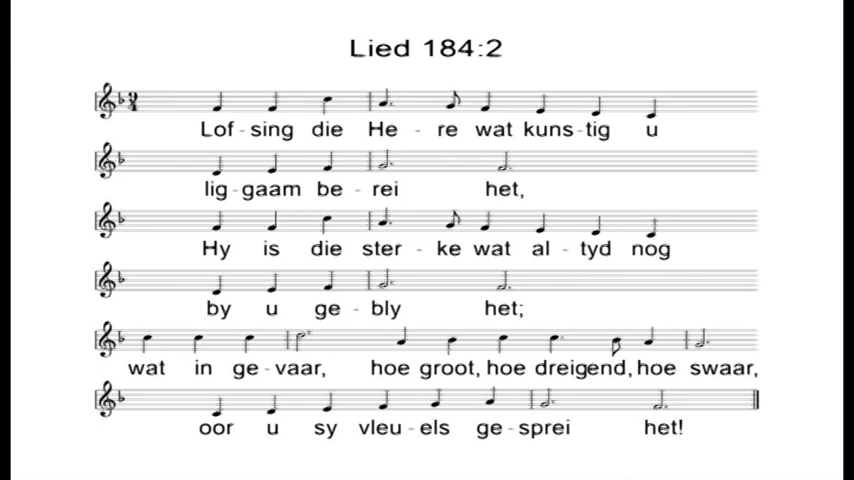 Lied 184:2
Lof - sing die He - re wat kuns - tig u
lig - gaam be - rei het,
Hy is die ster - ke wat al - tyd nog
by u ge - bly het;
wat in ge - vaar, hoe groot, hoe dreigend, hoe swaar,
oor u sy vleu - els ge - sprei het!